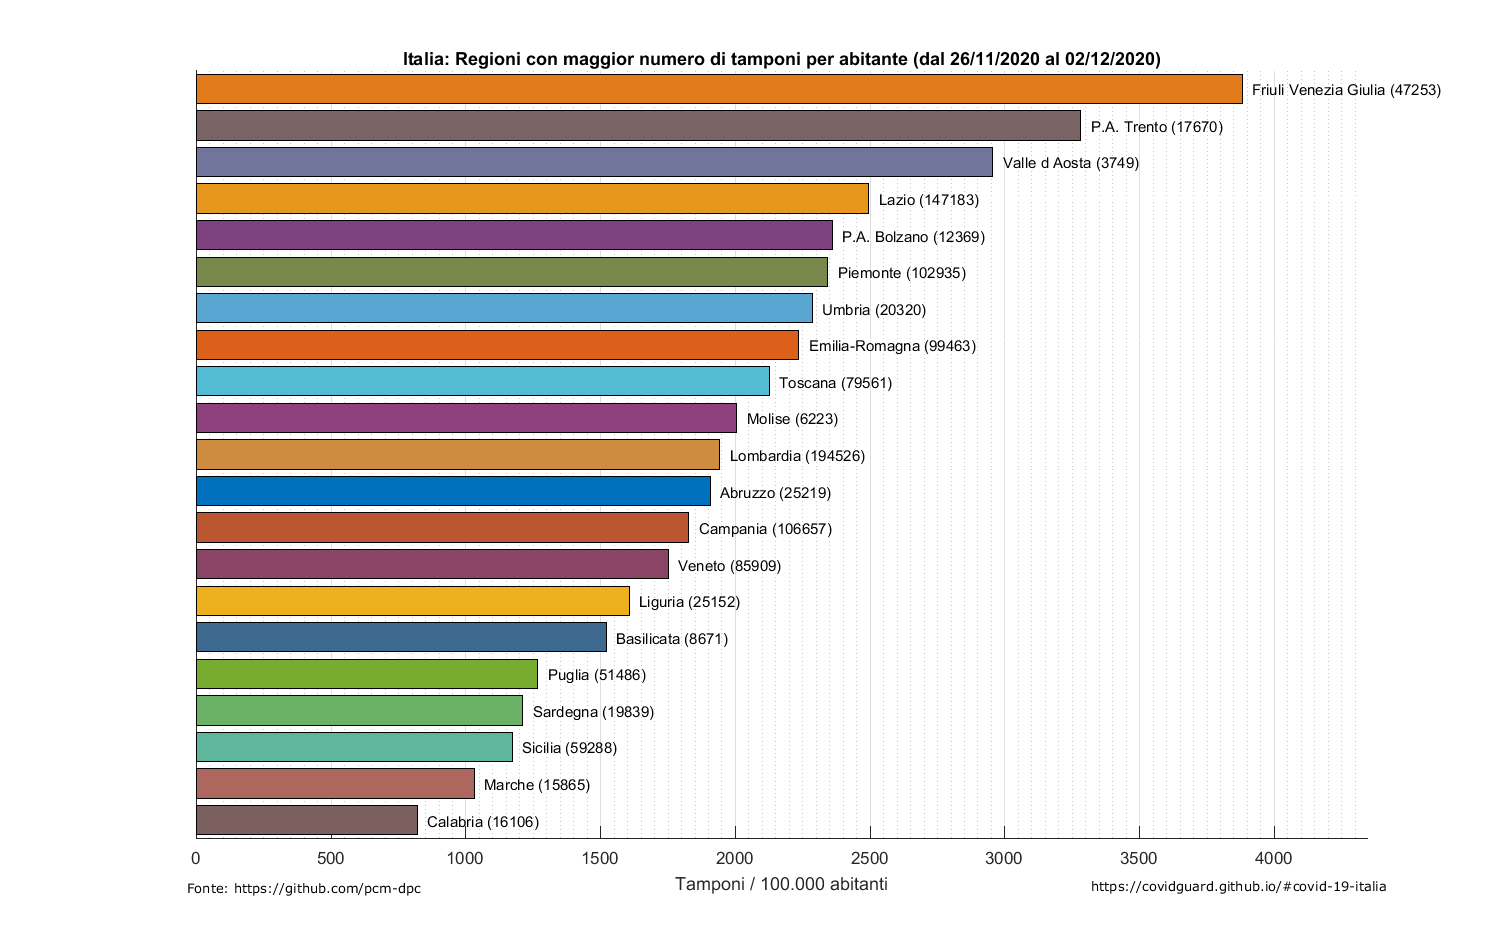 Italia: Regioni con maggior numero di tamponi per abitante (dal 26/11/2020 al 02/12/2020)
Friuli Venezia Giulia (47253)
P.A. Trento (17670)
Valle d Aosta (3749)
Lazio (147183)
P.A. Bolzano (12369)
Piemonte (102935)
Umbria (20320)
Emilia-Romagna (99463)
Toscana (79561)
Molise (6223)
Lombardia (194526)
Abruzzo (25219)
Campania (106657)
Veneto (85909)
Liguria (25152)
Basilicata (8671)
Puglia (51486)
Sardegna (19839)
Sicilia (59288)
Marche (15865)
Calabria (16106)
0 500 1000 1500 2000 2500 3000 3500 4000
Tamponi / 100.000 abitanti
Fonte: https://github.com/pcm-dpc
https://covidguard.github.io/#covid-19-italia